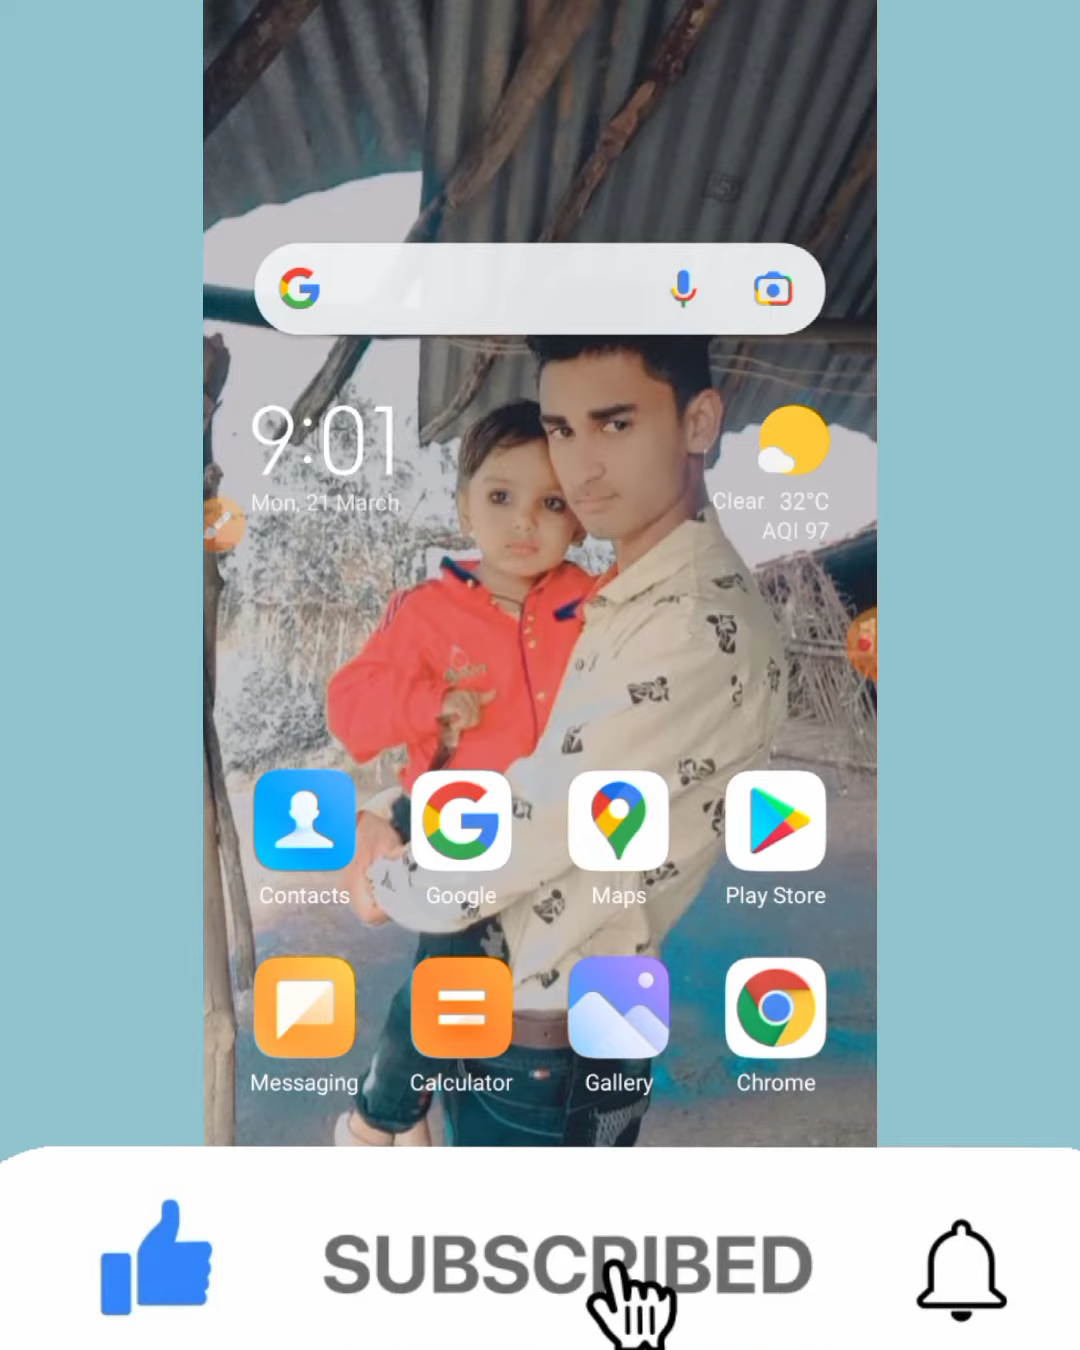 9:01
Mon, 21 March
Clear 32°C
AQI 97
Contacts
Google
Maps
Play Store
Messaging
Calculator
Gallery
Chrome
SUBSCRIBED